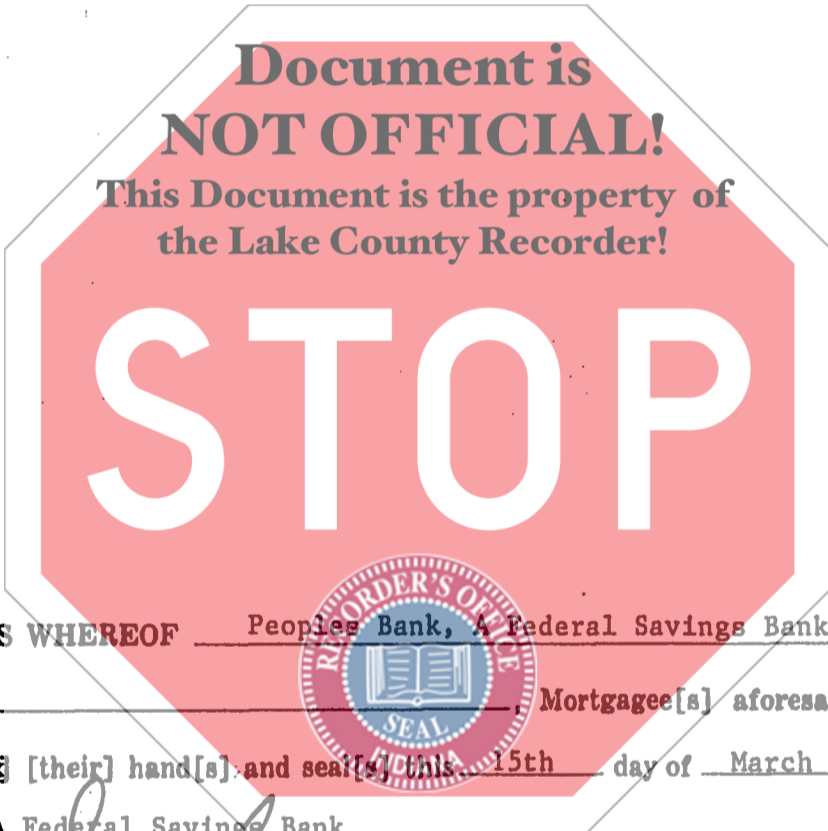 Document is
NOT OFFICIAL!
This Document is the property of
the Lake County Recorder!
STOP
RECORDER'S OFFICE
SEAL
INDIANA
S WHEREOF Peoples Bank, A Federal Savings Bank
, Mortgagee[s] aforesa
[their] hand[s] and seal[s] this 15th day of March
Federal Savings Bank